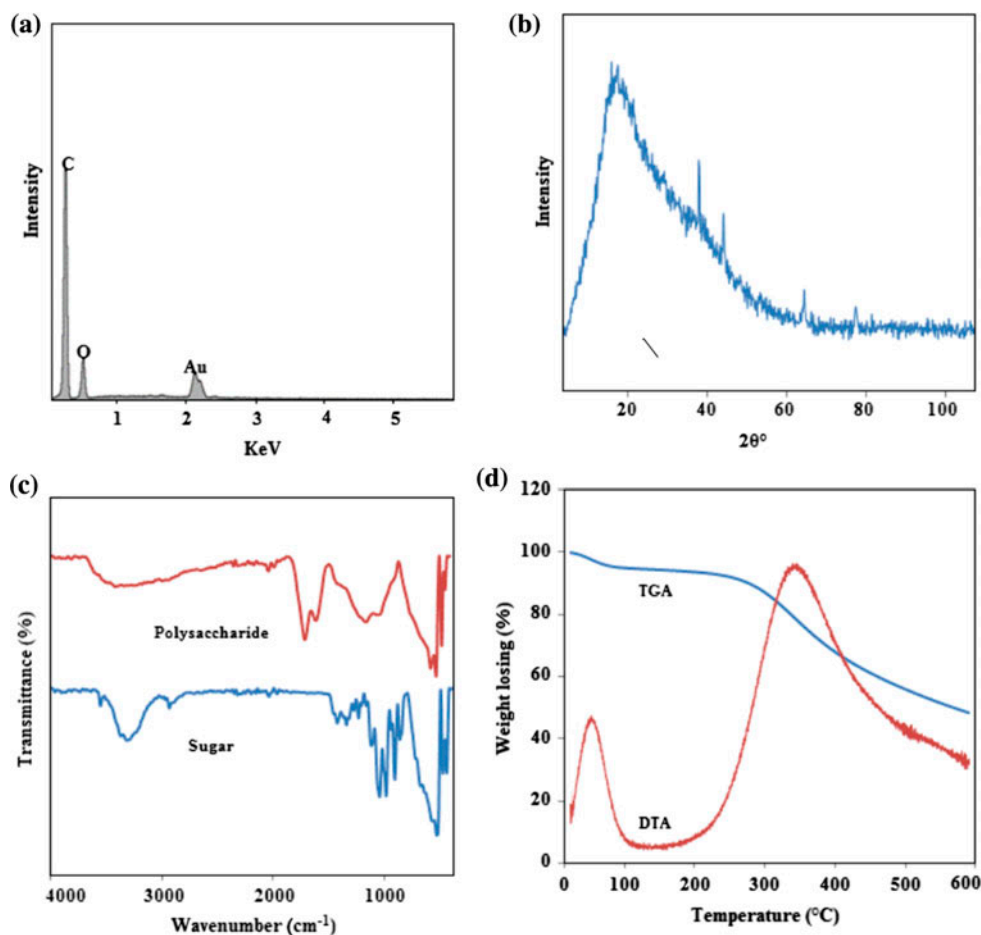 (a)
Intensity
C
O
Au
1 2 3 4 5
KeV
(b)
Intensity
20 40 60 80 100
2θ°
(c)
Transmittance (%)
Polysaccharide
Sugar
4000 3000 2000 1000
Wavenumber (cm⁻¹)
(d)
Weight losing (%)
120
100
80
60
40
20
0
TGA
DTA
0 100 200 300 400 500 600
Temperature (°C)